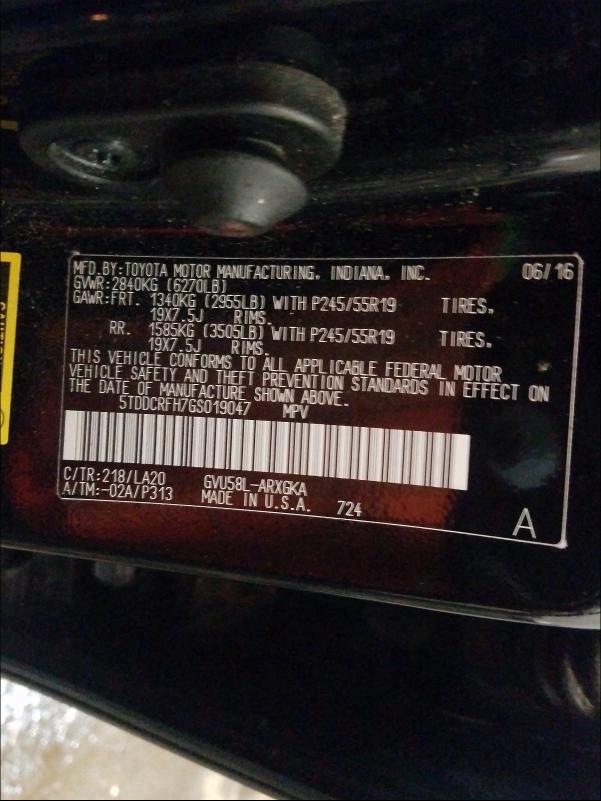 MFD.BY:TOYOTA MOTOR MANUFACTURING, INDIANA, INC. 06/16
GVWR:2840KG (6270LB)
GAWR:FRT. 1340KG (2955LB) WITH P245/55R19 TIRES,
19X7.5J RIMS,
RR. 1585KG (3505LB) WITH P245/55R19 TIRES,
19X7.5J RIMS.
THIS VEHICLE CONFORMS TO ALL APPLICABLE FEDERAL MOTOR
VEHICLE SAFETY AND THEFT PREVENTION STANDARDS IN EFFECT ON
THE DATE OF MANUFACTURE SHOWN ABOVE.
5TDDCRFH7GS019047 MPV
C/TR:218/LA20 GVU58L-ARXGKA
A/TM:-02A/P313 MADE IN U.S.A. 724
A